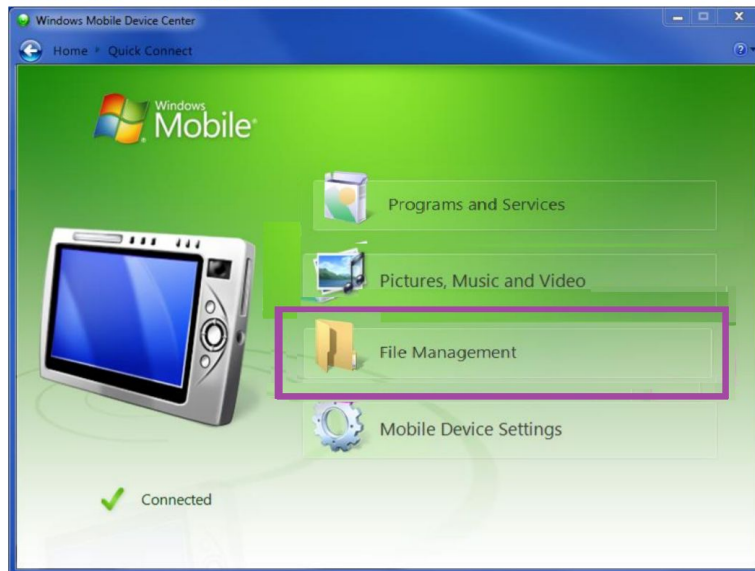 Windows Mobile Device Center
Home Quick Connect
Windows
Mobile®
Programs and Services
Pictures, Music and Video
File Management
Mobile Device Settings
Connected